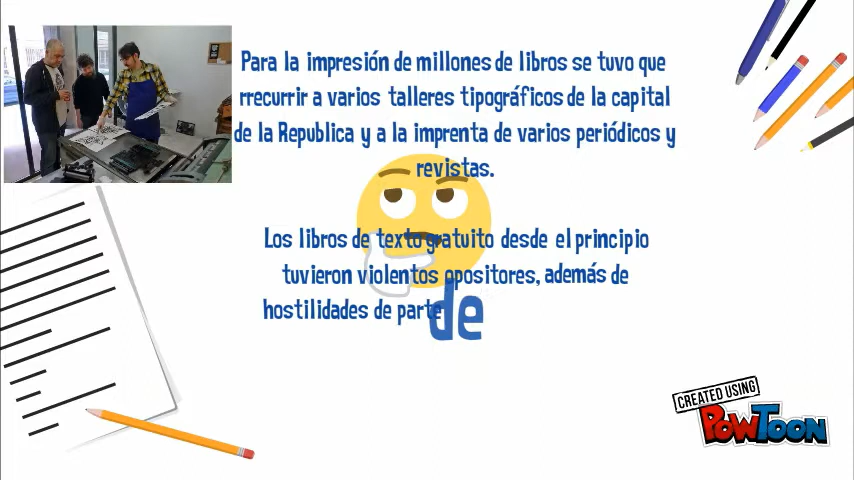 Para la impresión de millones de libros se tuvo que
rrecurrir a varios talleres tipográficos de la capital
de la Republica y a la imprenta de varios periódicos y
revistas.
Los libros de texto gratuito desde el principio
tuvieron violentos opositores, además de
hostilidades de parte de
CREATED USING
POWTOON